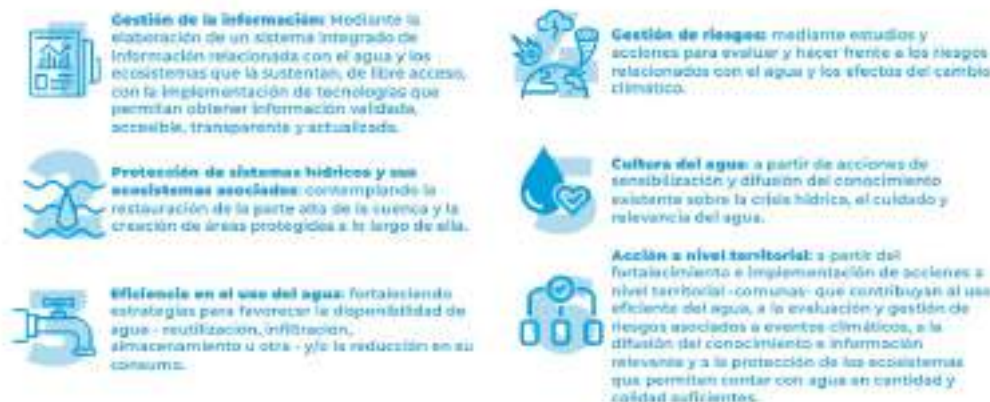 Gestión de la información: Mediante la
elaboración de un sistema integrado de
información relacionada con el agua y los
ecosistemas que la sustentan, de libre acceso,
con la implementación de tecnologías que
permitan obtener información validada,
accesible, transparente y actualizada.
Protección de sistemas hídricos y sus
ecosistemas asociados: contemplando la
restauración de la parte alta de la cuenca y la
creación de áreas protegidas a lo largo de ella.
Eficiencia en el uso del agua: fortaleciendo
estrategias para favorecer la disponibilidad de
agua - reutilización, infiltración,
almacenamiento u otra - y/o la reducción en su
consumo.
Gestión de riesgos: mediante estudios y
acciones para evaluar y hacer frente a los riesgos
relacionados con el agua y los efectos del cambio
climático.
Cultura del agua: a partir de acciones de
sensibilización y difusión del conocimiento
existente sobre la crisis hídrica, el cuidado y
relevancia del agua.
Acción a nivel territorial: a partir del
fortalecimiento e implementación de acciones a
nivel territorial -comunas- que contribuyan al uso
eficiente del agua, a la evaluación y gestión de
riesgos asociados a eventos climáticos, a la
difusión del conocimiento e información
relevante y a la protección de los ecosistemas
que permitan contar con agua en cantidad y
calidad suficientes.